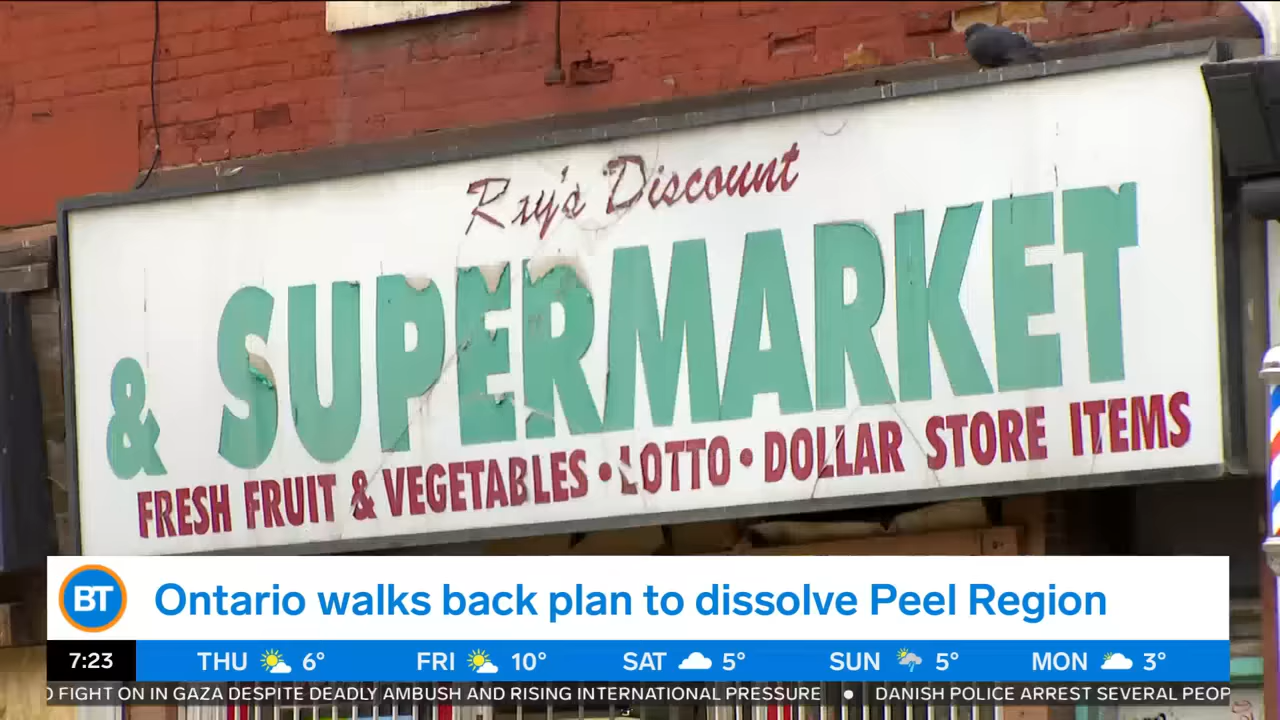 Ray's Discount
& SUPERMARKET
FRESH FRUIT & VEGETABLES • LOTTO • DOLLAR STORE ITEMS
BT Ontario walks back plan to dissolve Peel Region
7:23 THU 6° FRI 10° SAT 5° SUN 5° MON 3°
FIGHT ON IN GAZA DESPITE DEADLY AMBUSH AND RISING INTERNATIONAL PRESSURE • DANISH POLICE ARREST SEVERAL PEOP